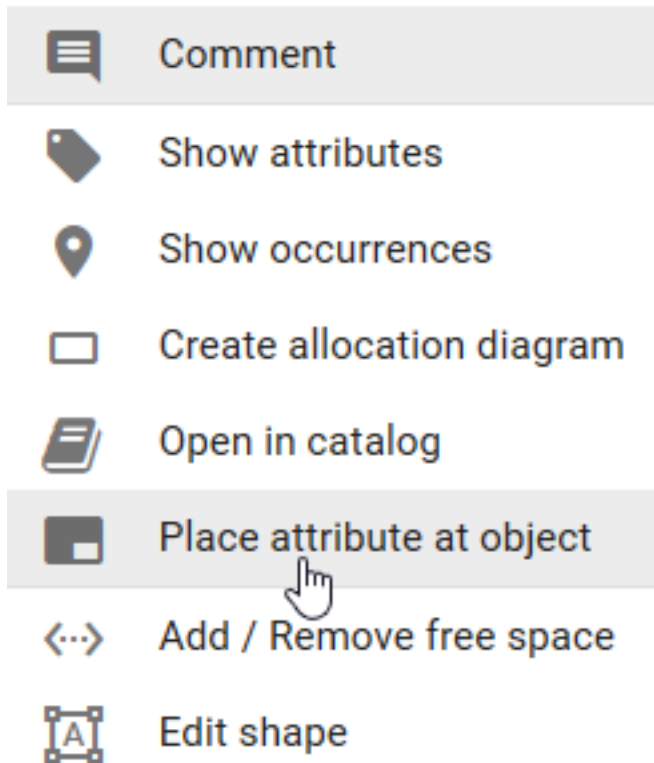 Comment
Show attributes
Show occurrences
Create allocation diagram
Open in catalog
Place attribute at object
Add / Remove free space
Edit shape